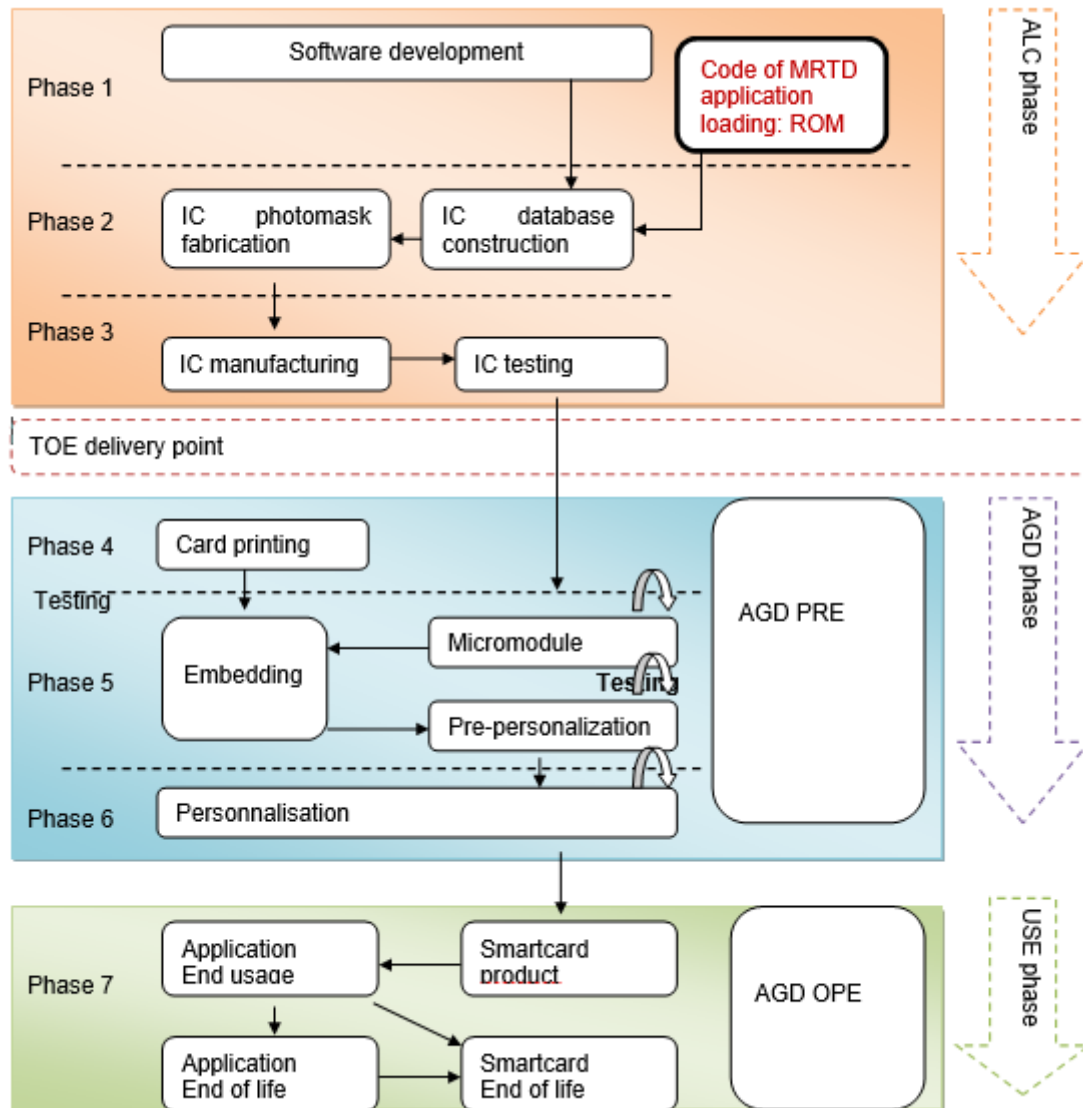 Software development
Phase 1
Code of MRTD
application
loading: ROM
ALC phase
Phase 2
IC photomask
fabrication
IC database
construction
Phase 3
IC manufacturing
IC testing
TOE delivery point
Phase 4
Card printing
AGD phase
Testing
AGD PRE
Micromodule
Embedding
Phase 5
Testing
Pre-personalization
Phase 6
Personnalisation
USE phase
Application
End usage
Smartcard
product
Phase 7
AGD OPE
Application
End of life
Smartcard
End of life